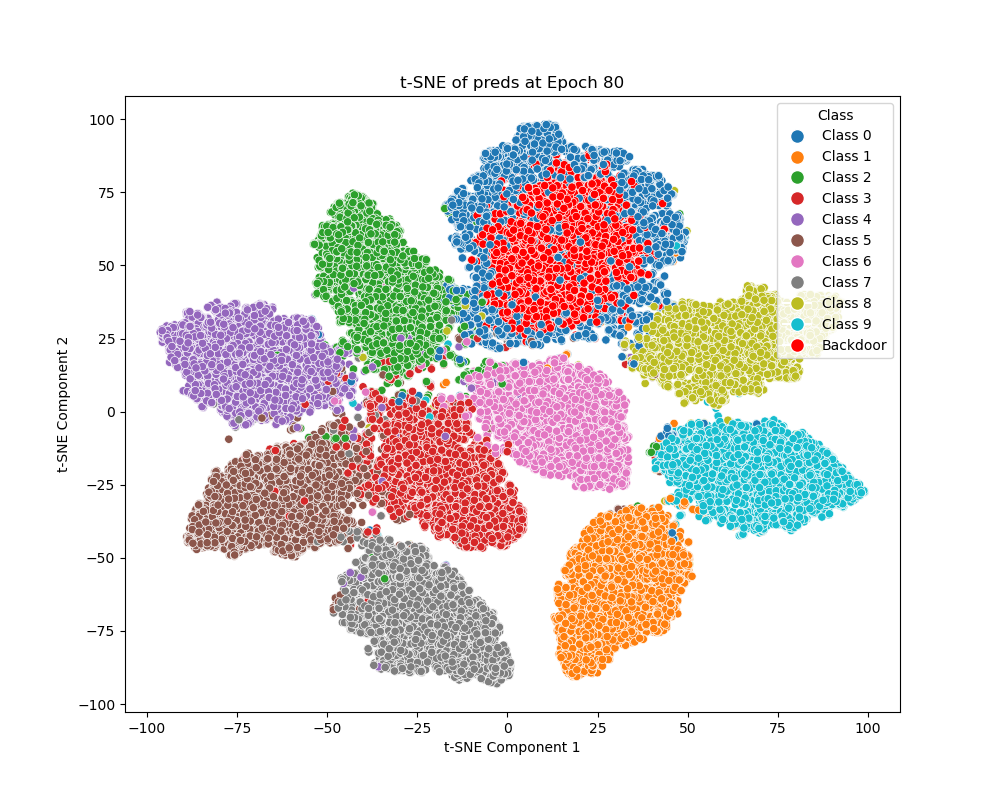 t-SNE of preds at Epoch 80
Class
Class 0
Class 1
Class 2
Class 3
Class 4
Class 5
Class 6
Class 7
Class 8
Class 9
Backdoor
100
75
50
25
0
−25
−50
−75
−100
t-SNE Component 2
−100
−75
−50
−25
0
25
50
75
100
t-SNE Component 1